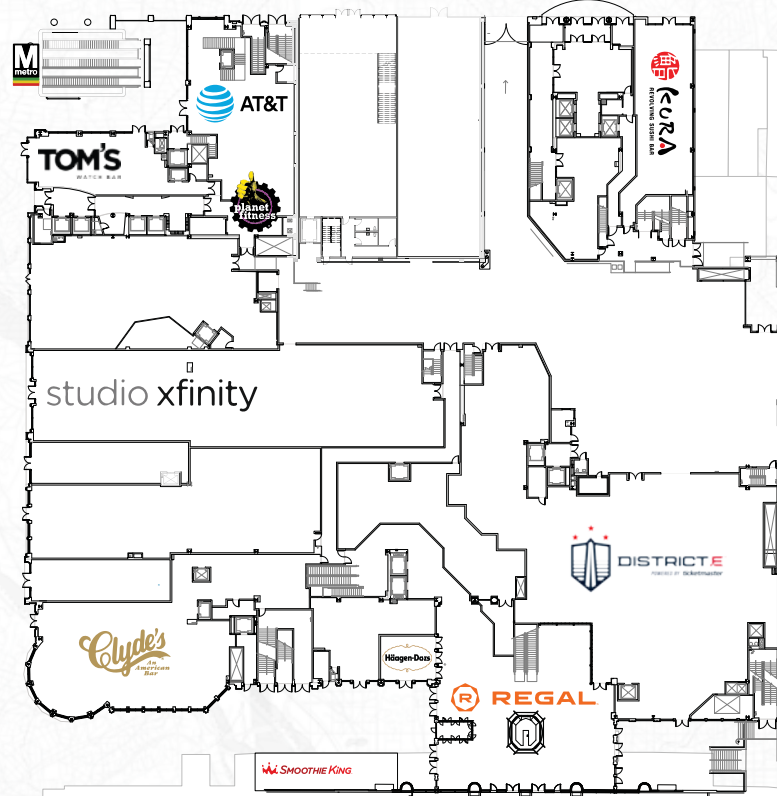 M
metro
AT&T
鮨
KURA
REVOLVING SUSHI BAR
TOM'S
WATCH BAR
planet
fitness
studio xfinity
DISTRICT E
POWERED BY ticketmaster
Clyde's
An
American
Bar
Häagen-Dazs
R REGAL
SMOOTHIE KING